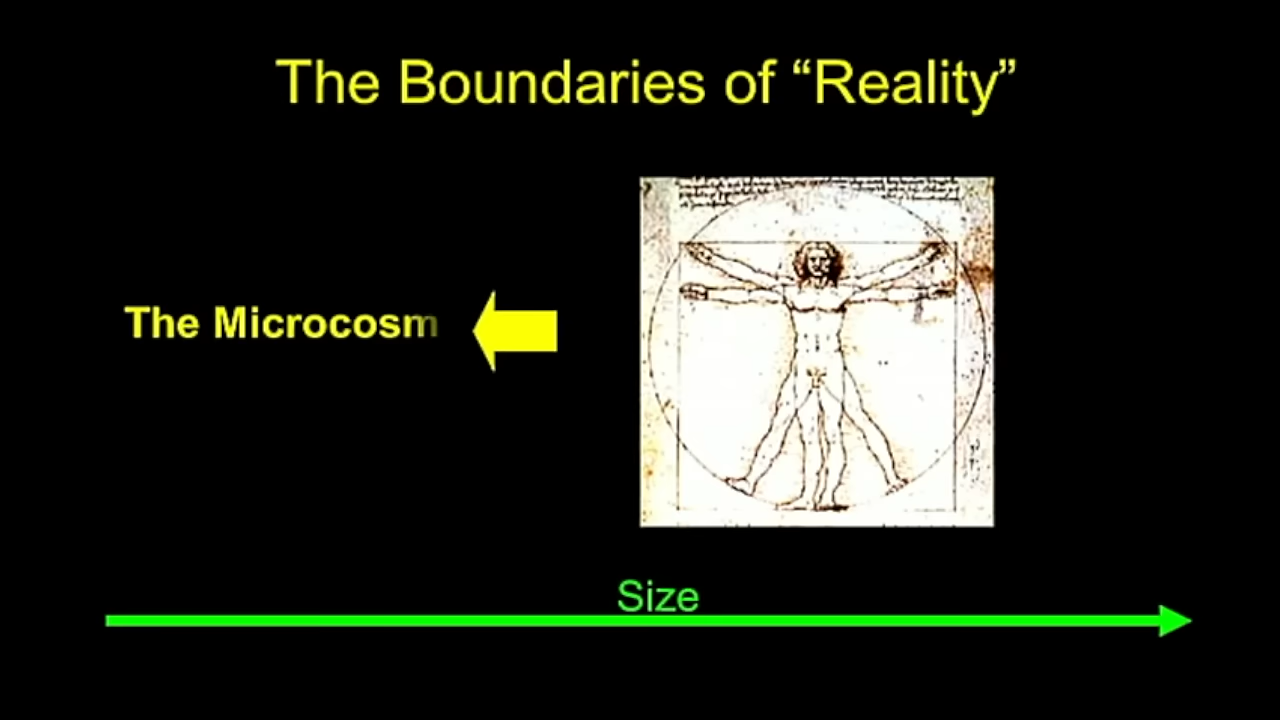 The Boundaries of “Reality”
The Microcosm
Size